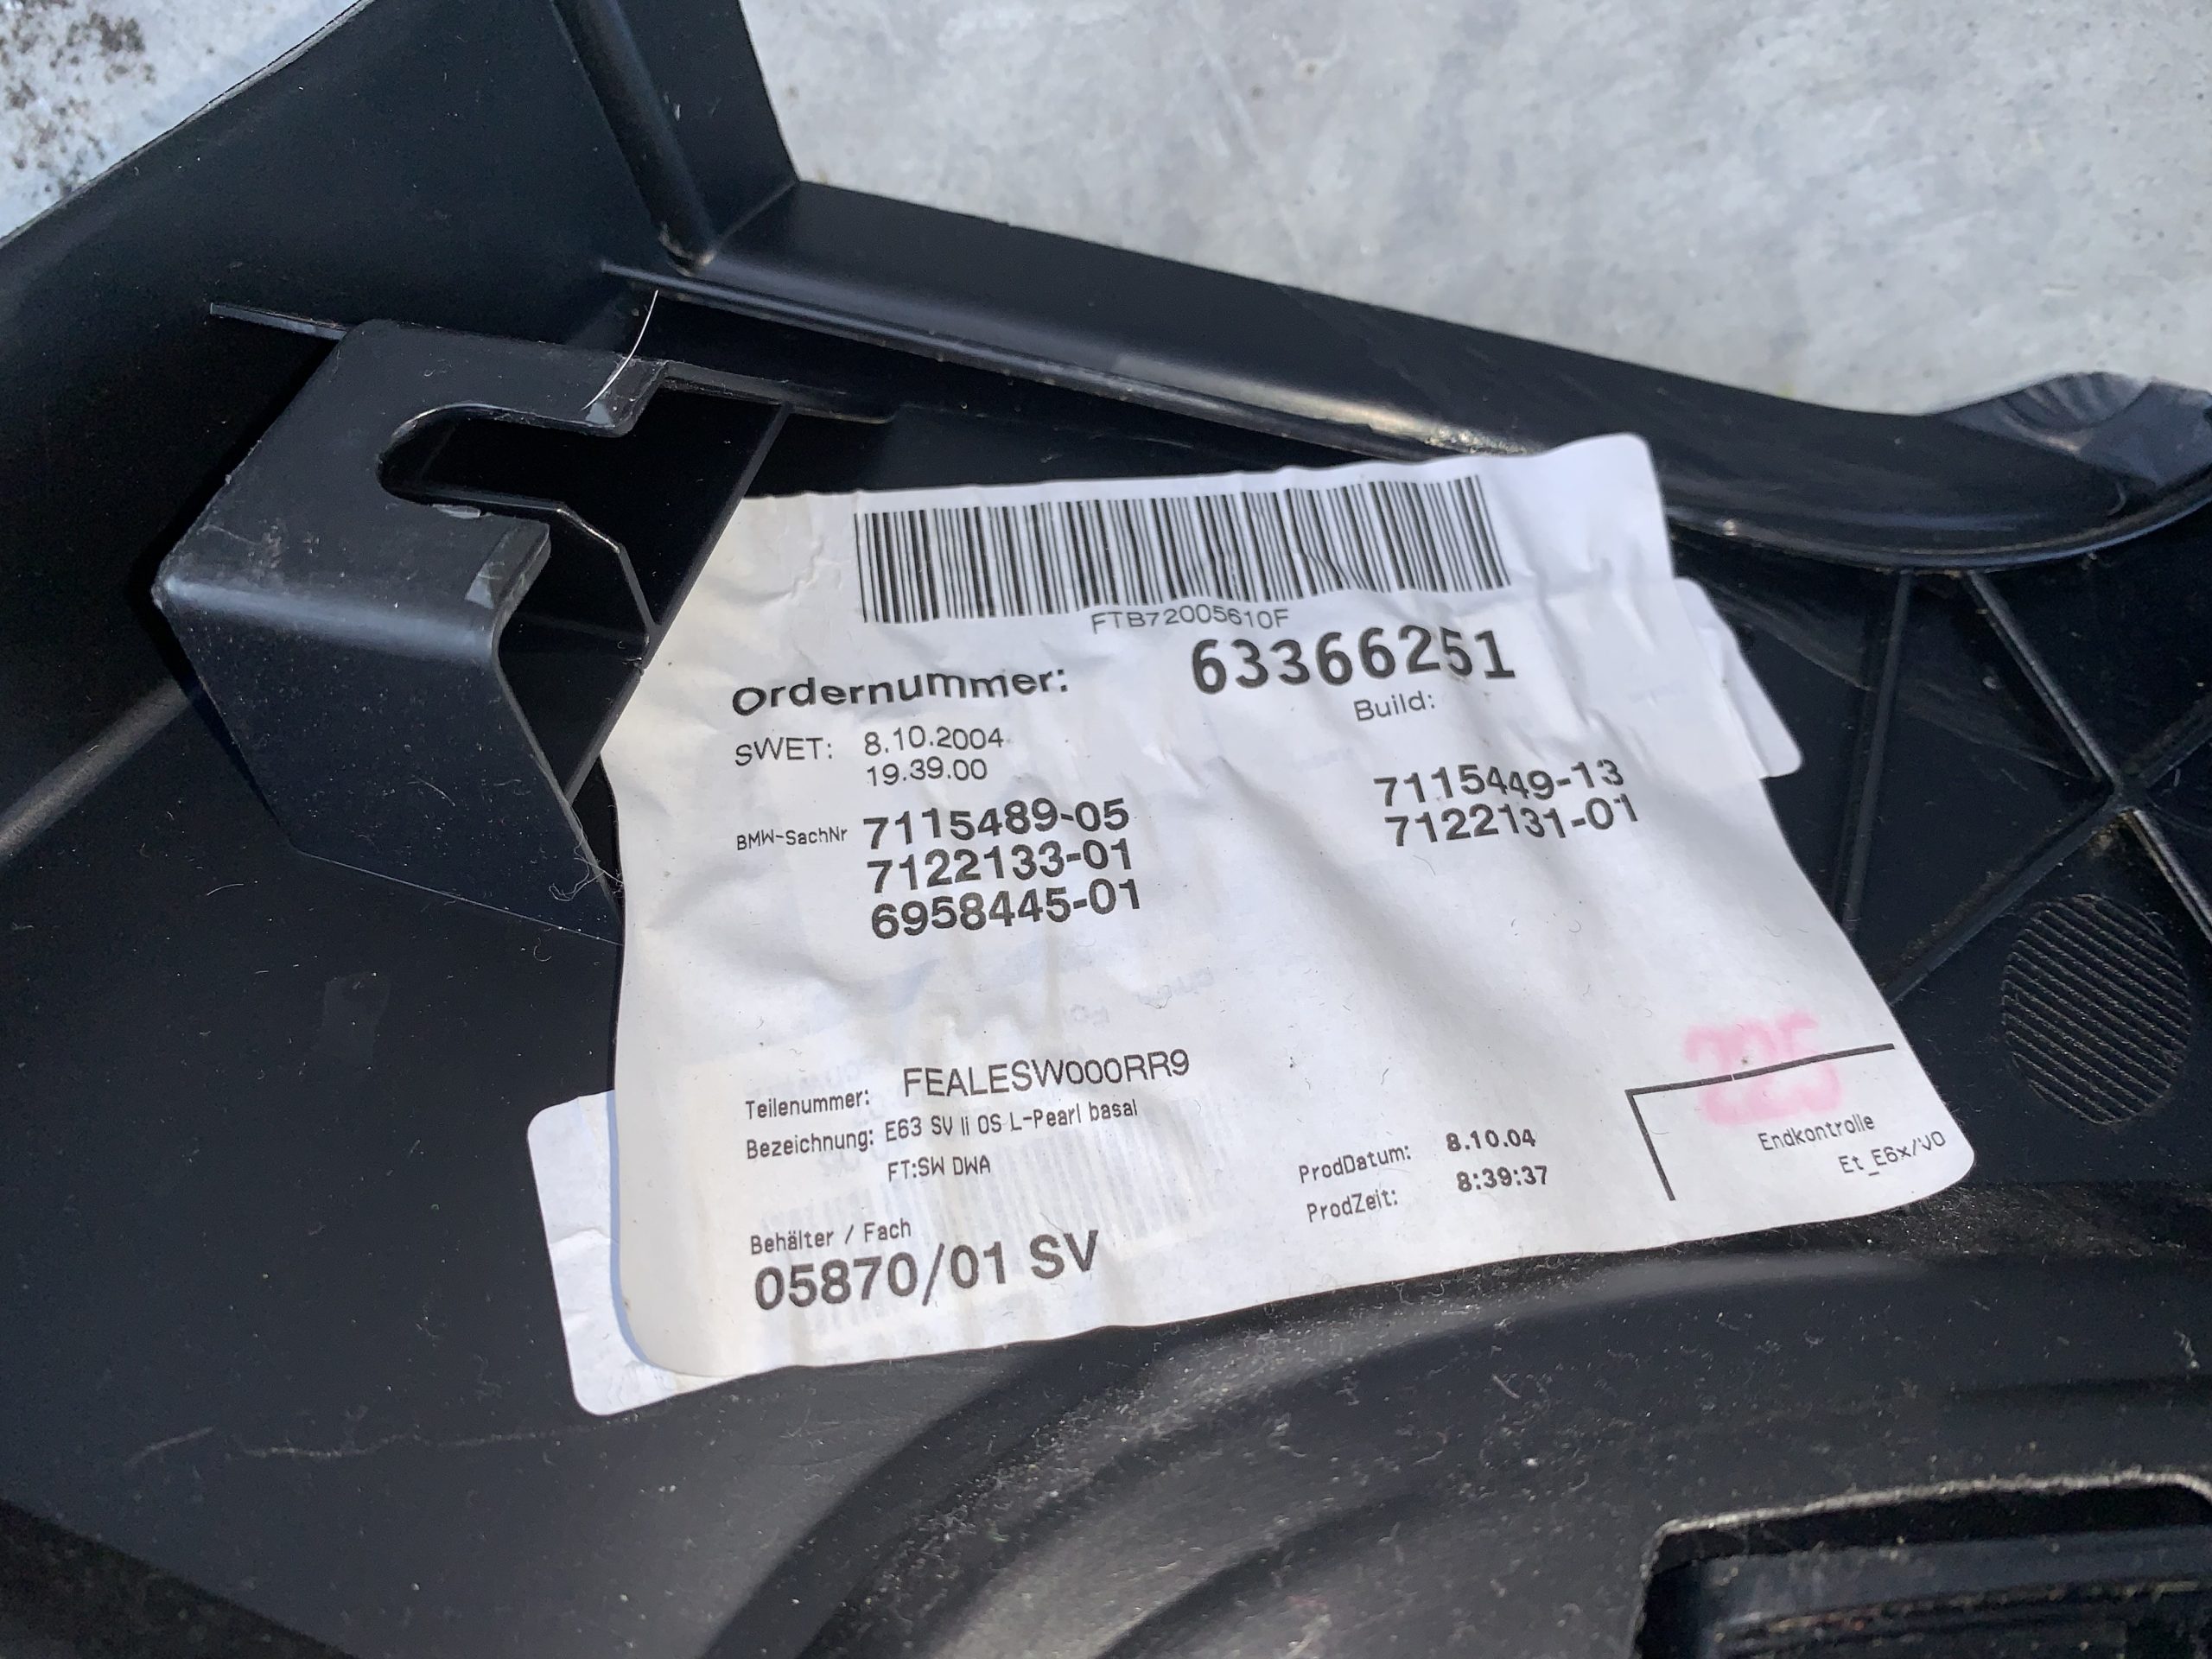 FTB72005610F
Ordernummer: 63366251
Build:
SWET: 8.10.2004
19.39.00
BMW-SachNr 7115489-05 7115449-13
7122133-01 7122131-01
6958445-01
Teilenummer: FEALESW000RR9
Bezeichnung: E63 SV li OS L-Pearl basal
FT:SW DWA
ProdDatum: 8.10.04
ProdZeit: 8:39:37
225
Endkontrolle
Et_E6x/VO
Behälter / Fach
05870/01 SV